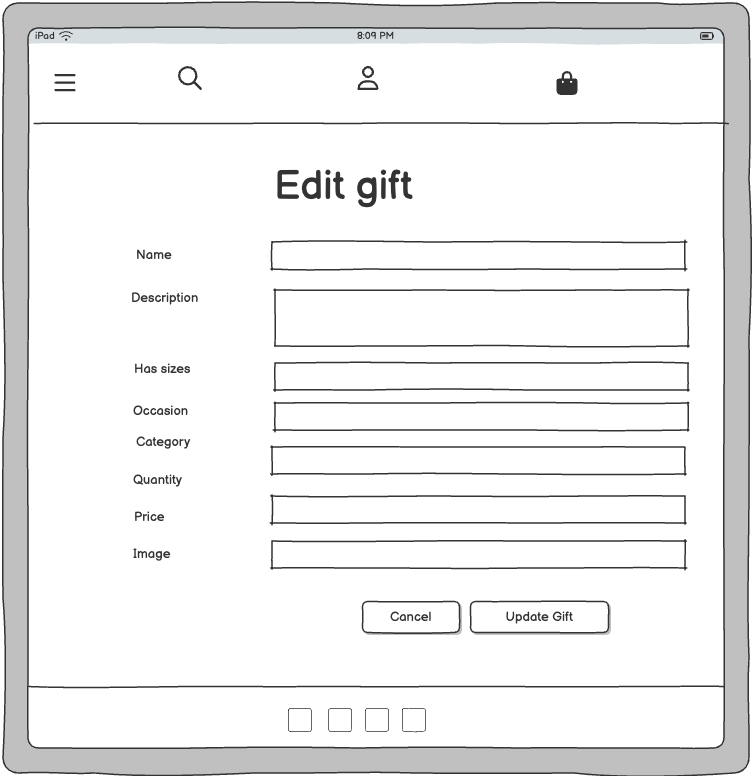 iPad 8:09 PM
Edit gift
Name
Description
Has sizes
Occasion
Category
Quantity
Price
Image
Cancel Update Gift